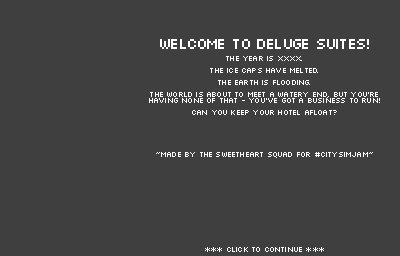 WELCOME TO DELUGE SUITES!
THE YEAR IS XXXX.
THE ICE CAPS HAVE MELTED.
THE EARTH IS FLOODING.
THE WORLD IS ABOUT TO MEET A WATERY END, BUT YOU'RE
HAVING NONE OF THAT - YOU'VE GOT A BUSINESS TO RUN!
CAN YOU KEEP YOUR HOTEL AFLOAT?
~MADE BY THE SWEETHEART SQUAD FOR #CITYSIMJAM~
*** CLICK TO CONTINUE ***